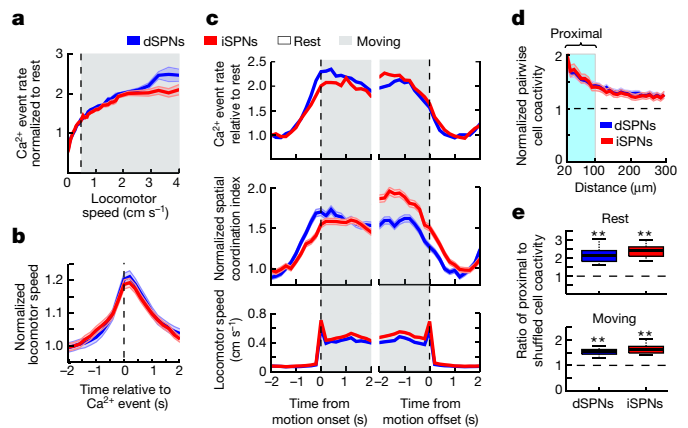 a
b
c
d
e
dSPNs iSPNs Rest Moving
Ca2+ event rate
normalized to rest
3
2
1
0 1 2 3 4
Locomotor
speed (cm s−1)
Normalized
locomotor speed
1.2
1.1
1.0
−2 −1 0 1 2
Time relative to
Ca2+ event (s)
Ca2+ event rate
relative to rest
2.5
2.0
1.5
1.0
Normalized spatial
coordination index
2.0
1.5
1.0
Locomotor speed
(cm s−1)
0.8
0.4
0
−2 −1 0 1 2
−2 −1 0 1 2
Time from
motion onset (s)
Time from
motion offset (s)
Proximal
Normalized pairwise
cell coactivity
2
1
0
dSPNs
iSPNs
20 100 200 300
Distance (μm)
Ratio of proximal to
shuffled cell coactivity
Rest
** **
3
2
1
0
Moving
** **
2
1
0
dSPNs iSPNs